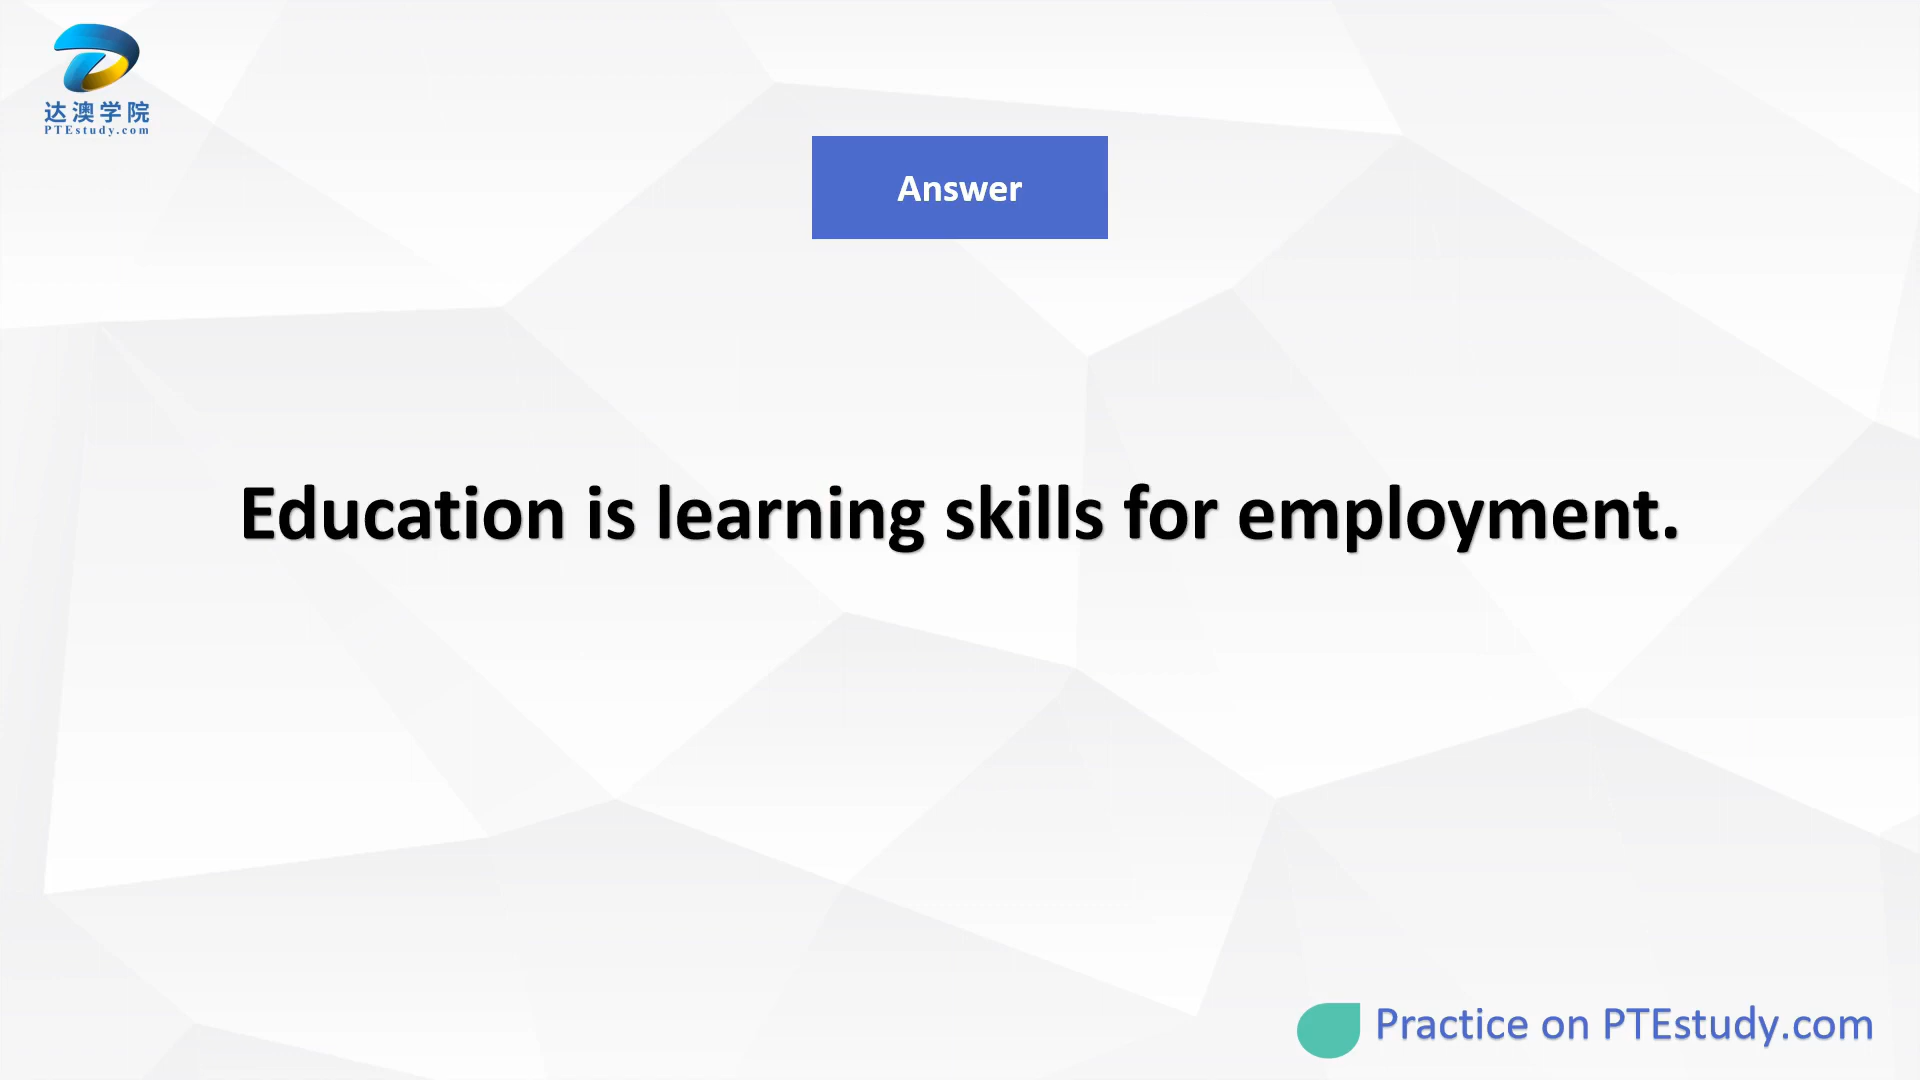 达澳学院
PTEstudy.com
Answer
Education is learning skills for employment.
Practice on PTEstudy.com